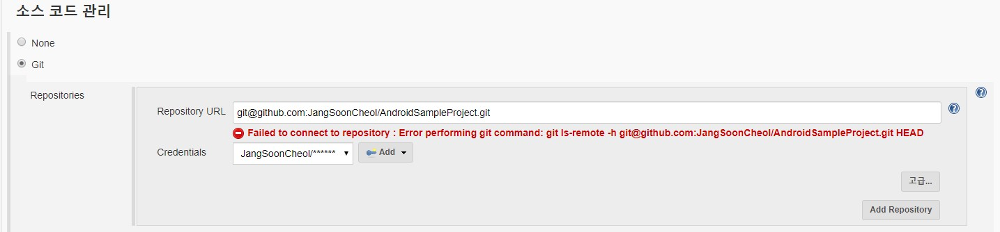 소스 코드 관리
None
Git
Repositories
Repository URL git@github.com:JangSoonCheol/AndroidSampleProject.git
Failed to connect to repository : Error performing git command: git ls-remote -h git@github.com:JangSoonCheol/AndroidSampleProject.git HEAD
Credentials JangSoonCheol/****** Add
고급...
Add Repository